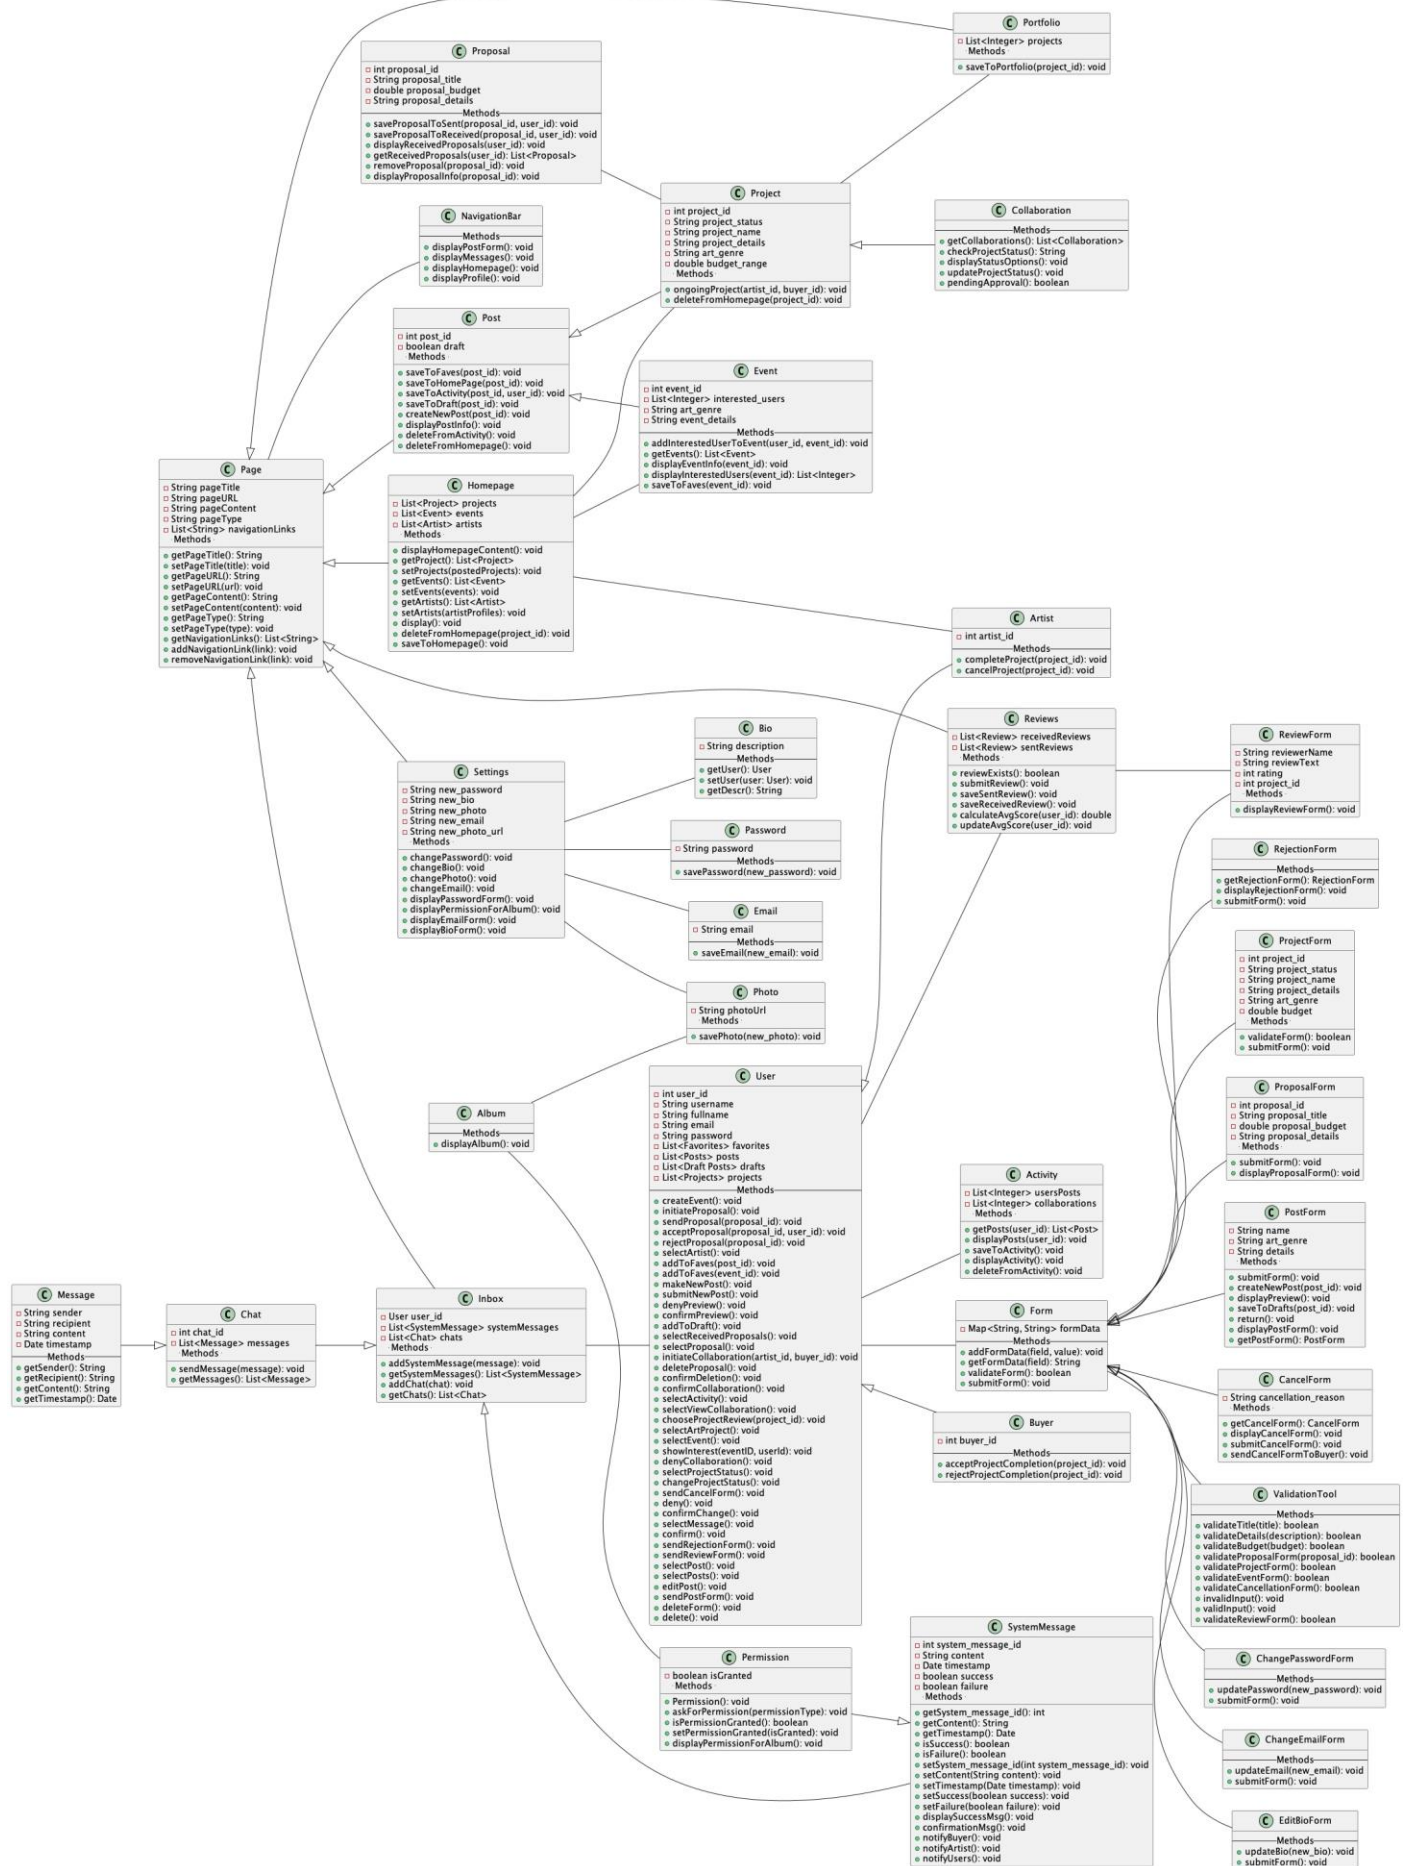 C Portfolio
List<Integer> projects
Methods
saveToPortfolio(project_id): void
C Proposal
int proposal_id
String proposal_title
double proposal_budget
String proposal_details
Methods
saveProposalToSent(proposal_id, user_id): void
saveProposalToReceived(proposal_id, user_id): void
displayReceivedProposals(user_id): void
getReceivedProposals(user_id): List<Proposal>
removeProposal(proposal_id): void
displayProposalInfo(proposal_id): void
C Project
int project_id
String project_status
String project_name
String project_details
String art_genre
double budget_range
Methods
ongoingProject(artist_id, buyer_id): void
deleteFromHomepage(project_id): void
C Collaboration
Methods
getCollaborations(): List<Collaboration>
checkProjectStatus(): String
displayStatusOptions(): void
updateProjectStatus(): void
pendingApproval(): boolean
C NavigationBar
Methods
displayPostForm(): void
displayMessages(): void
displayHomepage(): void
displayProfile(): void
C Post
int post_id
boolean draft
Methods
saveToFaves(post_id): void
saveToHomePage(post_id): void
saveToActivity(post_id, user_id): void
saveToDraft(post_id): void
createNewPost(post_id): void
displayPostInfo(): void
deleteFromActivity(): void
deleteFromHomepage(): void
C Event
int event_id
List<Integer> interested_users
String art_genre
String event_details
Methods
addInterestedUserToEvent(user_id, event_id): void
getEvents(): List<Event>
displayEventInfo(event_id): void
displayInterestedUsers(event_id): List<Integer>
saveToFaves(event_id): void
C Page
String pageTitle
String pageURL
String pageContent
String pageType
List<String> navigationLinks
Methods
getPageTitle(): String
setPageTitle(title): void
getPageURL(): String
setPageURL(url): void
getPageContent(): String
setPageContent(content): void
getPageType(): String
setPageType(type): void
getNavigationLinks(): List<String>
addNavigationLink(link): void
removeNavigationLink(link): void
C Homepage
List<Project> projects
List<Event> events
List<Artist> artists
Methods
displayHomepageContent(): void
getProject(): List<Project>
setProjects(postedProjects): void
getEvents(): List<Event>
setEvents(events): void
getArtists(): List<Artist>
setArtists(artistProfiles): void
display(): void
deleteFromHomepage(project_id): void
saveToHomepage(): void
C Artist
int artist_id
Methods
completeProject(project_id): void
cancelProject(project_id): void
C Reviews
List<Review> receivedReviews
List<Review> sentReviews
Methods
reviewExists(): boolean
submitReview(): void
saveSentReview(): void
saveReceivedReview(): void
calculateAvgScore(user_id): double
updateAvgScore(user_id): void
C ReviewForm
String reviewerName
String reviewText
int rating
int project_id
Methods
displayReviewForm(): void
C Bio
String description
Methods
getUser(): User
setUser(user: User): void
getDescr(): String
C Settings
String new_password
String new_bio
String new_photo
String new_email
String new_photo_url
Methods
changePassword(): void
changeBio(): void
changePhoto(): void
changeEmail(): void
displayPasswordForm(): void
displayPermissionForAlbum(): void
displayEmailForm(): void
displayBioForm(): void
C Password
String password
Methods
savePassword(new_password): void
C RejectionForm
Methods
getRejectionForm(): RejectionForm
displayRejectionForm(): void
submitForm(): void
C Email
String email
Methods
saveEmail(new_email): void
C ProjectForm
int project_id
String project_status
String project_name
String project_details
String art_genre
double budget
Methods
validateForm(): boolean
submitForm(): void
C Photo
String photoUrl
Methods
savePhoto(new_photo): void
C Album
Methods
displayAlbum(): void
C User
int user_id
String username
String fullname
String email
String password
List<Favorites> favorites
List<Posts> posts
List<Draft Posts> drafts
List<Projects> projects
Methods
createEvent(): void
initiateProposal(): void
sendProposal(proposal_id): void
acceptProposal(proposal_id, user_id): void
rejectProposal(proposal_id): void
selectArtist(): void
addToFaves(post_id): void
addToFaves(event_id): void
makeNewPost(): void
submitNewPost(): void
denyPreview(): void
confirmPreview(): void
addToDraft(): void
selectReceivedProposals(): void
selectProposal(): void
initiateCollaboration(artist_id, buyer_id): void
deleteProposal(): void
confirmDeletion(): void
confirmCollaboration(): void
selectActivity(): void
selectViewCollaboration(): void
chooseProjectReview(project_id): void
selectArtProject(): void
selectEvent(): void
showInterest(eventID, userId): void
denyCollaboration(): void
selectProjectStatus(): void
changeProjectStatus(): void
sendCancelForm(): void
deny(): void
confirmChange(): void
selectMessage(): void
confirm(): void
sendRejectionForm(): void
sendReviewForm(): void
selectPost(): void
selectPosts(): void
editPost(): void
sendPostForm(): void
deleteForm(): void
delete(): void
C ProposalForm
int proposal_id
String proposal_title
double proposal_budget
String proposal_details
Methods
submitForm(): void
displayProposalForm(): void
C Activity
List<Integer> usersPosts
List<Integer> collaborations
Methods
getPosts(user_id): List<Post>
displayPosts(user_id): void
saveToActivity(): void
displayActivity(): void
deleteFromActivity(): void
C PostForm
String name
String art_genre
String details
Methods
submitForm(): void
createNewPost(post_id): void
displayPreview(): void
saveToDrafts(post_id): void
return(): void
displayPostForm(): void
getPostForm(): PostForm
C Message
String sender
String recipient
String content
Date timestamp
Methods
getSender(): String
getRecipient(): String
getContent(): String
getTimestamp(): Date
C Chat
int chat_id
List<Message> messages
Methods
sendMessage(message): void
getMessages(): List<Message>
C Inbox
User user_id
List<SystemMessage> systemMessages
List<Chat> chats
Methods
addSystemMessage(message): void
getSystemMessages(): List<SystemMessage>
addChat(chat): void
getChats(): List<Chat>
C Form
Map<String, String> formData
Methods
addFormData(field, value): void
getFormData(field): String
validateForm(): boolean
submitForm(): void
C CancelForm
String cancellation_reason
Methods
getCancelForm(): CancelForm
displayCancelForm(): void
submitCancelForm(): void
sendCancelFormToBuyer(): void
C Buyer
int buyer_id
Methods
acceptProjectCompletion(project_id): void
rejectProjectCompletion(project_id): void
C ValidationTool
Methods
validateTitle(title): boolean
validateDetails(description): boolean
validateBudget(budget): boolean
validateProposalForm(proposal_id): boolean
validateProjectForm(): boolean
validateEventForm(): boolean
validateCancellationForm(): boolean
invalidInput(): void
validInput(): void
validateReviewForm(): boolean
C Permission
boolean isGranted
Methods
Permission(): void
askForPermission(permissionType): void
isPermissionGranted(): boolean
setPermissionGranted(isGranted): void
displayPermissionForAlbum(): void
C SystemMessage
int system_message_id
String content
Date timestamp
boolean success
boolean failure
Methods
getSystem_message_id(): int
getContent(): String
getTimestamp(): Date
isSuccess(): boolean
isFailure(): boolean
setSystem_message_id(int system_message_id): void
setContent(String content): void
setTimestamp(Date timestamp): void
setSuccess(boolean success): void
setFailure(boolean failure): void
displaySuccessMsg(): void
confirmationMsg(): void
notifyBuyer(): void
notifyArtist(): void
notifyUsers(): void
C ChangePasswordForm
Methods
updatePassword(new_password): void
submitForm(): void
C ChangeEmailForm
Methods
updateEmail(new_email): void
submitForm(): void
C EditBioForm
Methods
updateBio(new_bio): void
submitForm(): void